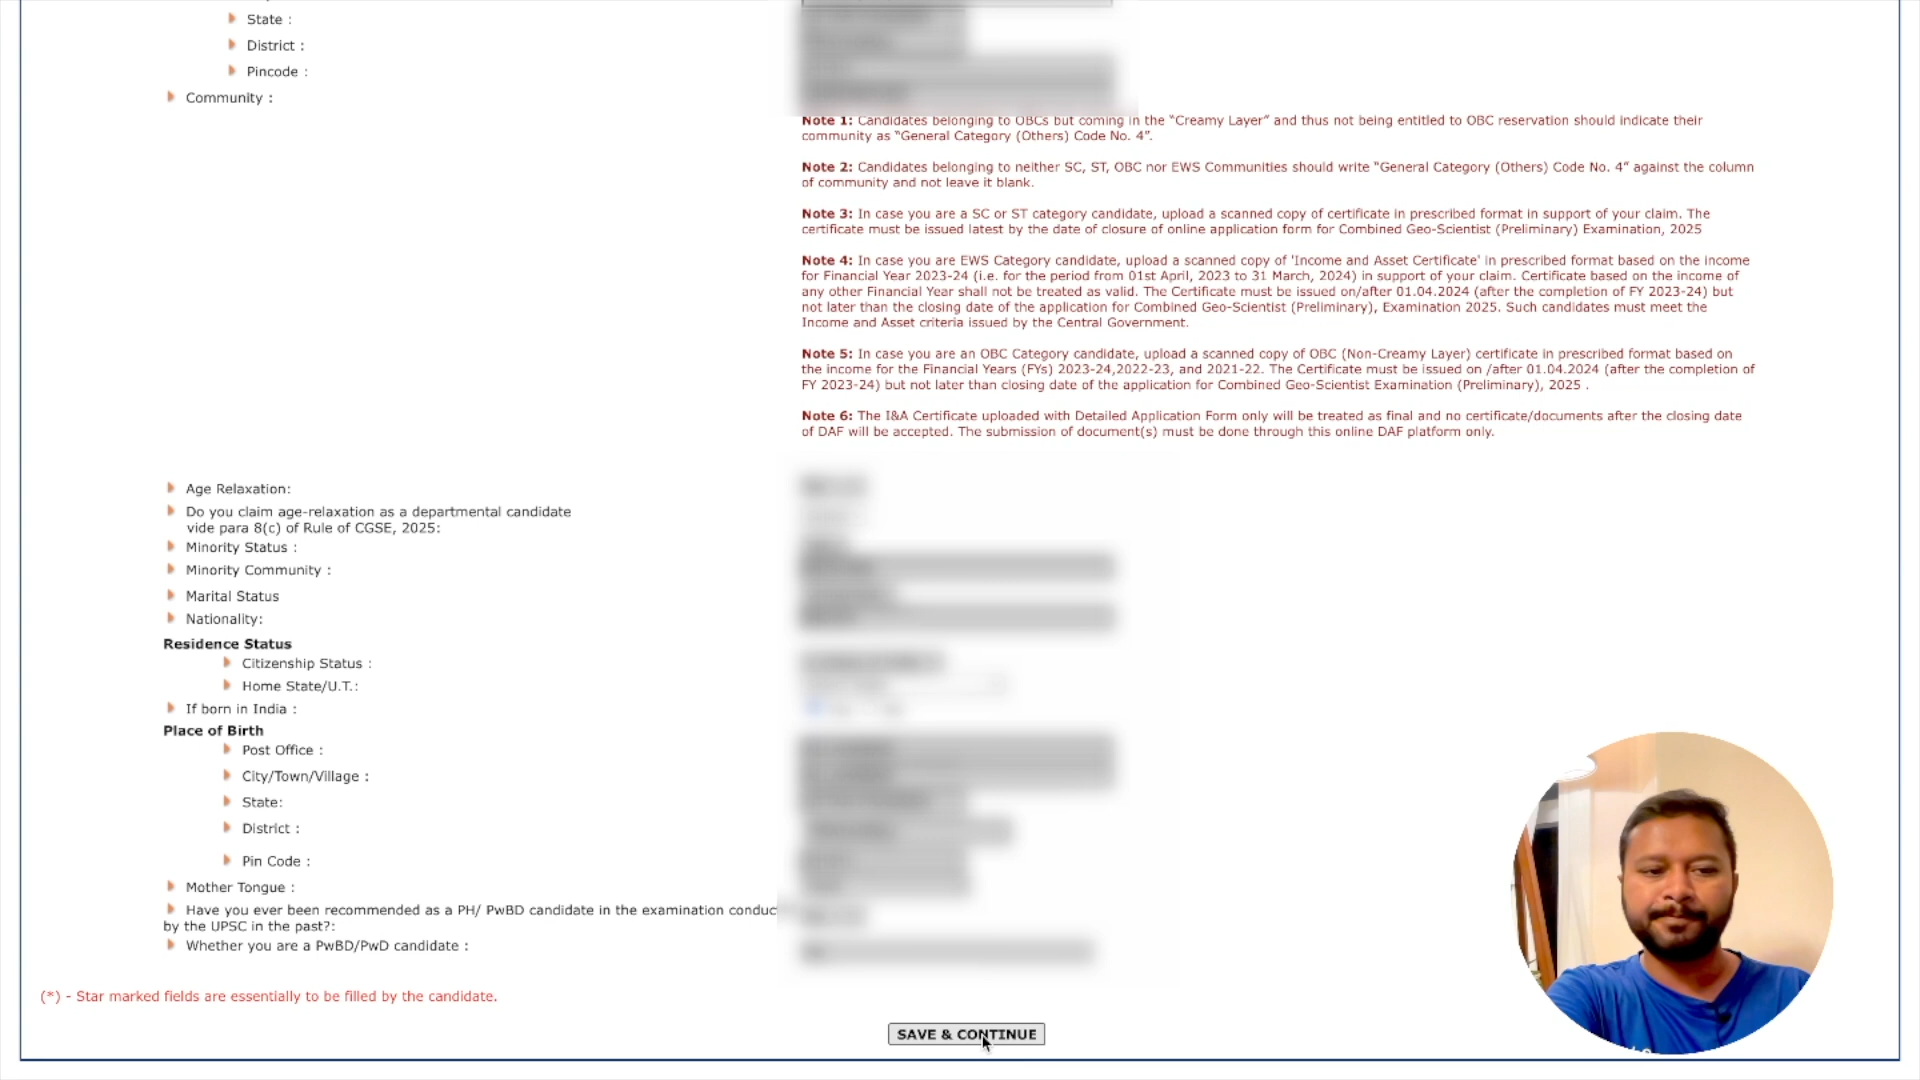 State :
District :
Pincode :
Community :
Note 1: Candidates belonging to OBCs but coming in the “Creamy Layer” and thus not being entitled to OBC reservation should indicate their
community as “General Category (Others) Code No. 4”.
Note 2: Candidates belonging to neither SC, ST, OBC nor EWS Communities should write “General Category (Others) Code No. 4” against the column
of community and not leave it blank.
Note 3: In case you are a SC or ST category candidate, upload a scanned copy of certificate in prescribed format in support of your claim. The
certificate must be issued latest by the date of closure of online application form for Combined Geo-Scientist (Preliminary) Examination, 2025
Note 4: In case you are EWS Category candidate, upload a scanned copy of 'Income and Asset Certificate' in prescribed format based on the income
for Financial Year 2023-24 (i.e. for the period from 01st April, 2023 to 31 March, 2024) in support of your claim. Certificate based on the income of
any other Financial Year shall not be treated as valid. The Certificate must be issued on/after 01.04.2024 (after the completion of FY 2023-24) but
not later than the closing date of the application for Combined Geo-Scientist (Preliminary), Examination 2025. Such candidates must meet the
Income and Asset criteria issued by the Central Government.
Note 5: In case you are an OBC Category candidate, upload a scanned copy of OBC (Non-Creamy Layer) certificate in prescribed format based on
the income for the Financial Years (FYs) 2023-24,2022-23, and 2021-22. The Certificate must be issued on /after 01.04.2024 (after the completion of
FY 2023-24) but not later than closing date of the application for Combined Geo-Scientist Examination (Preliminary), 2025 .
Note 6: The I&A Certificate uploaded with Detailed Application Form only will be treated as final and no certificate/documents after the closing date
of DAF will be accepted. The submission of document(s) must be done through this online DAF platform only.
Age Relaxation:
Do you claim age-relaxation as a departmental candidate
vide para 8(c) of Rule of CGSE, 2025:
Minority Status :
Minority Community :
Marital Status
Nationality:
Residence Status
Citizenship Status :
Home State/U.T.:
If born in India :
Place of Birth
Post Office :
City/Town/Village :
State:
District :
Pin Code :
Mother Tongue :
Have you ever been recommended as a PH/ PwBD candidate in the examination conduc
by the UPSC in the past?:
Whether you are a PwBD/PwD candidate :
(*) - Star marked fields are essentially to be filled by the candidate.
SAVE & CONTINUE